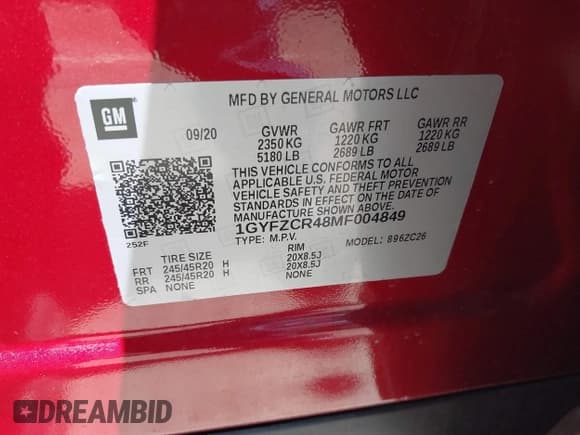 GM
MFD BY GENERAL MOTORS LLC
09/20 GVWR GAWR FRT GAWR RR
2350 KG 1220 KG 1220 KG
5180 LB 2689 LB 2689 LB
THIS VEHICLE CONFORMS TO ALL
APPLICABLE U.S. FEDERAL MOTOR
VEHICLE SAFETY AND THEFT PREVENTION
STANDARDS IN EFFECT ON THE DATE OF
MANUFACTURE SHOWN ABOVE.
1GYFZCR48MF004849
252F TYPE: M.P.V. MODEL: 896ZC26
TIRE SIZE RIM
FRT 245/45R20 H 20X8.5J
RR 245/45R20 H 20X8.5J
SPA NONE NONE
DREAMBID